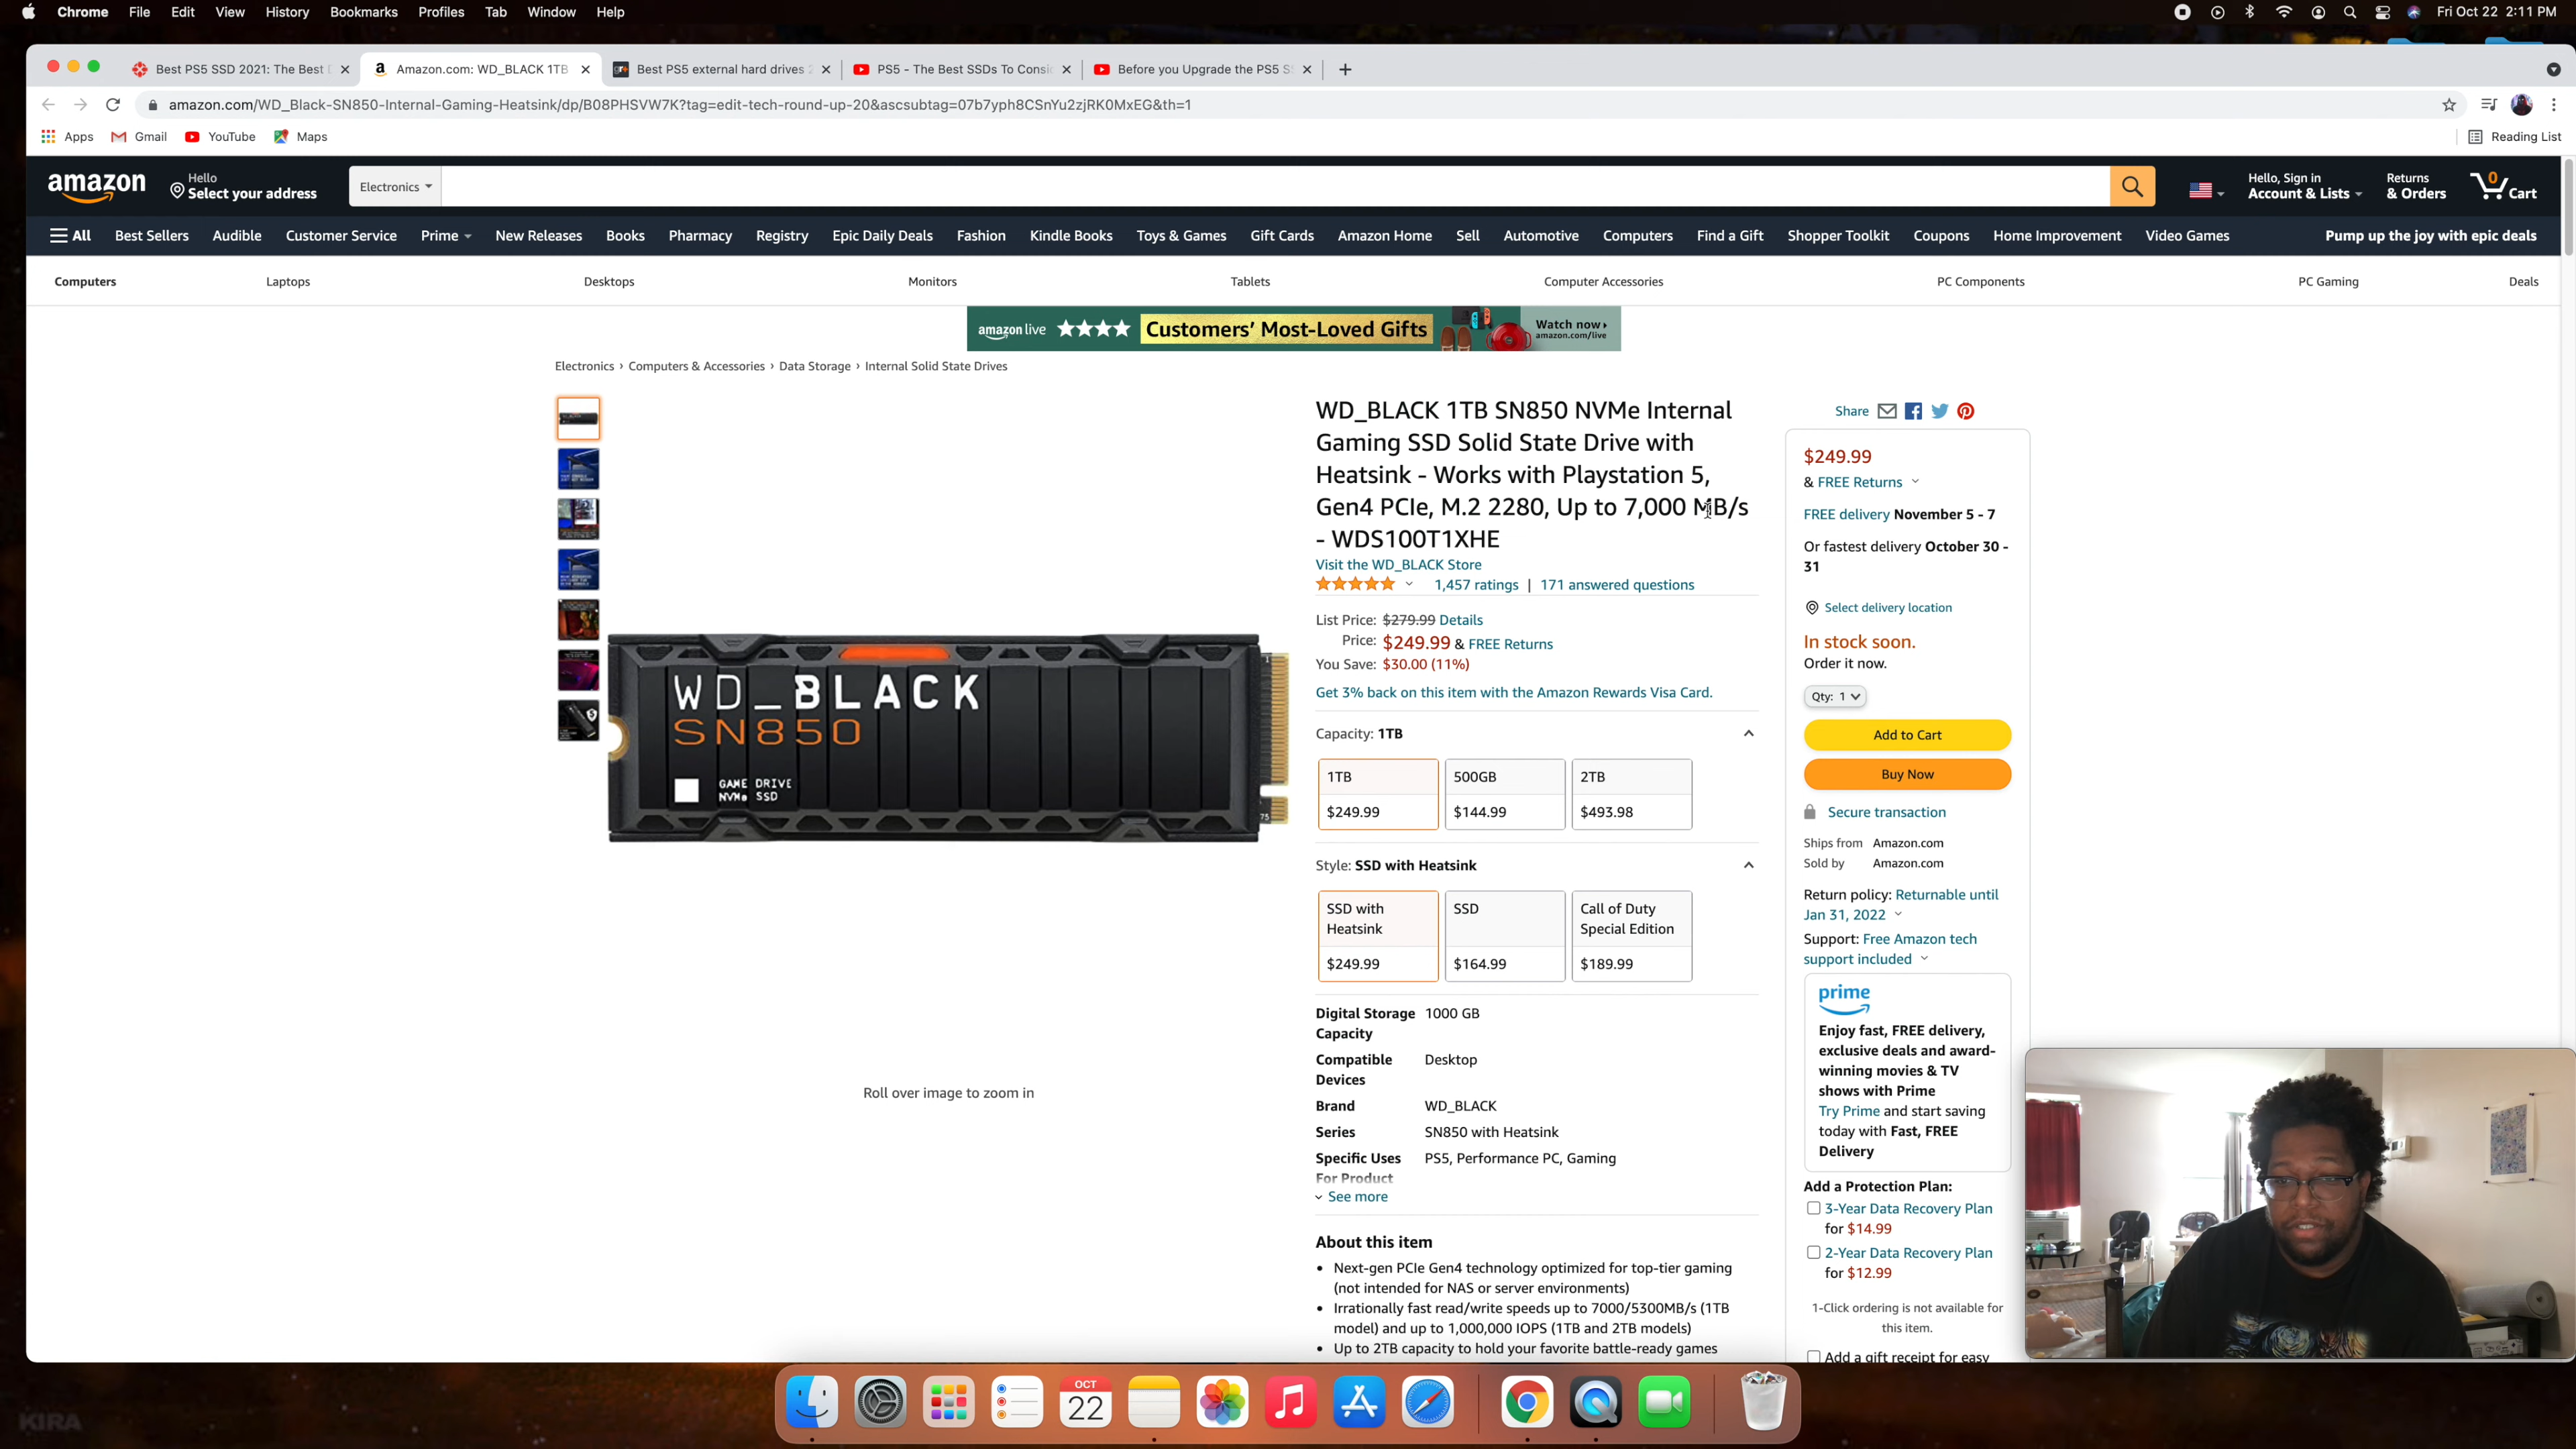 Chrome File Edit View History Bookmarks Profiles Tab Window Help Fri Oct 22 2:11 PM
Best PS5 SSD 2021: The Best Amazon.com: WD_BLACK 1TB Best PS5 external hard drives PS5 - The Best SSDs To Before you Upgrade the PS5
amazon.com/WD_Black-SN850-Internal-Gaming-Heatsink/dp/B08PHSVW7K?tag=edit-tech-round-up-20&ascsubtag=07b7yph8CSnYu2zjRK0MxEG&th=1
Apps Gmail YouTube Maps Reading List
amazon Hello
Select your address
Electronics
Hello, Sign in
Account & Lists
Returns
& Orders
0
Cart
All Best Sellers Audible Customer Service Prime New Releases Books Pharmacy Registry Epic Daily Deals Fashion Kindle Books Toys & Games Gift Cards Amazon Home Sell Automotive Computers Find a Gift Shopper Toolkit Coupons Home Improvement Video Games Pump up the joy with epic deals
Computers Laptops Desktops Monitors Tablets Computer Accessories PC Components PC Gaming Deals
amazon live Customers' Most-Loved Gifts Watch now
amazon.com/live
Electronics › Computers & Accessories › Data Storage › Internal Solid State Drives
WD_BLACK
SN850
GAME DRIVE
NVMe SSD
75
Roll over image to zoom in
WD_BLACK 1TB SN850 NVMe Internal
Gaming SSD Solid State Drive with
Heatsink - Works with Playstation 5,
Gen4 PCIe, M.2 2280, Up to 7,000 MB/s
- WDS100T1XHE
Visit the WD_BLACK Store
1,457 ratings | 171 answered questions
List Price: $279.99 Details
Price: $249.99 & FREE Returns
You Save: $30.00 (11%)
Get 3% back on this item with the Amazon Rewards Visa Card.
Capacity: 1TB
1TB 500GB 2TB
$249.99 $144.99 $493.98
Style: SSD with Heatsink
SSD with Heatsink SSD Call of Duty Special Edition
$249.99 $164.99 $189.99
Digital Storage Capacity 1000 GB
Compatible Devices Desktop
Brand WD_BLACK
Series SN850 with Heatsink
Specific Uses For Product PS5, Performance PC, Gaming
See more
About this item
• Next-gen PCIe Gen4 technology optimized for top-tier gaming
(not intended for NAS or server environments)
• Irrationally fast read/write speeds up to 7000/5300MB/s (1TB
model) and up to 1,000,000 IOPS (1TB and 2TB models)
• Up to 2TB capacity to hold your favorite battle-ready games
Share
$249.99
& FREE Returns
FREE delivery November 5 - 7
Or fastest delivery October 30 -
31
Select delivery location
In stock soon.
Order it now.
Qty: 1
Add to Cart
Buy Now
Secure transaction
Ships from Amazon.com
Sold by Amazon.com
Return policy: Returnable until
Jan 31, 2022
Support: Free Amazon tech
support included
prime
Enjoy fast, FREE delivery,
exclusive deals and award-
winning movies & TV
shows with Prime
Try Prime and start saving
today with Fast, FREE
Delivery
Add a Protection Plan:
3-Year Data Recovery Plan
for $14.99
2-Year Data Recovery Plan
for $12.99
1-Click ordering is not available for
this item.
Add a gift receipt for easy
OCT
22
KIRA